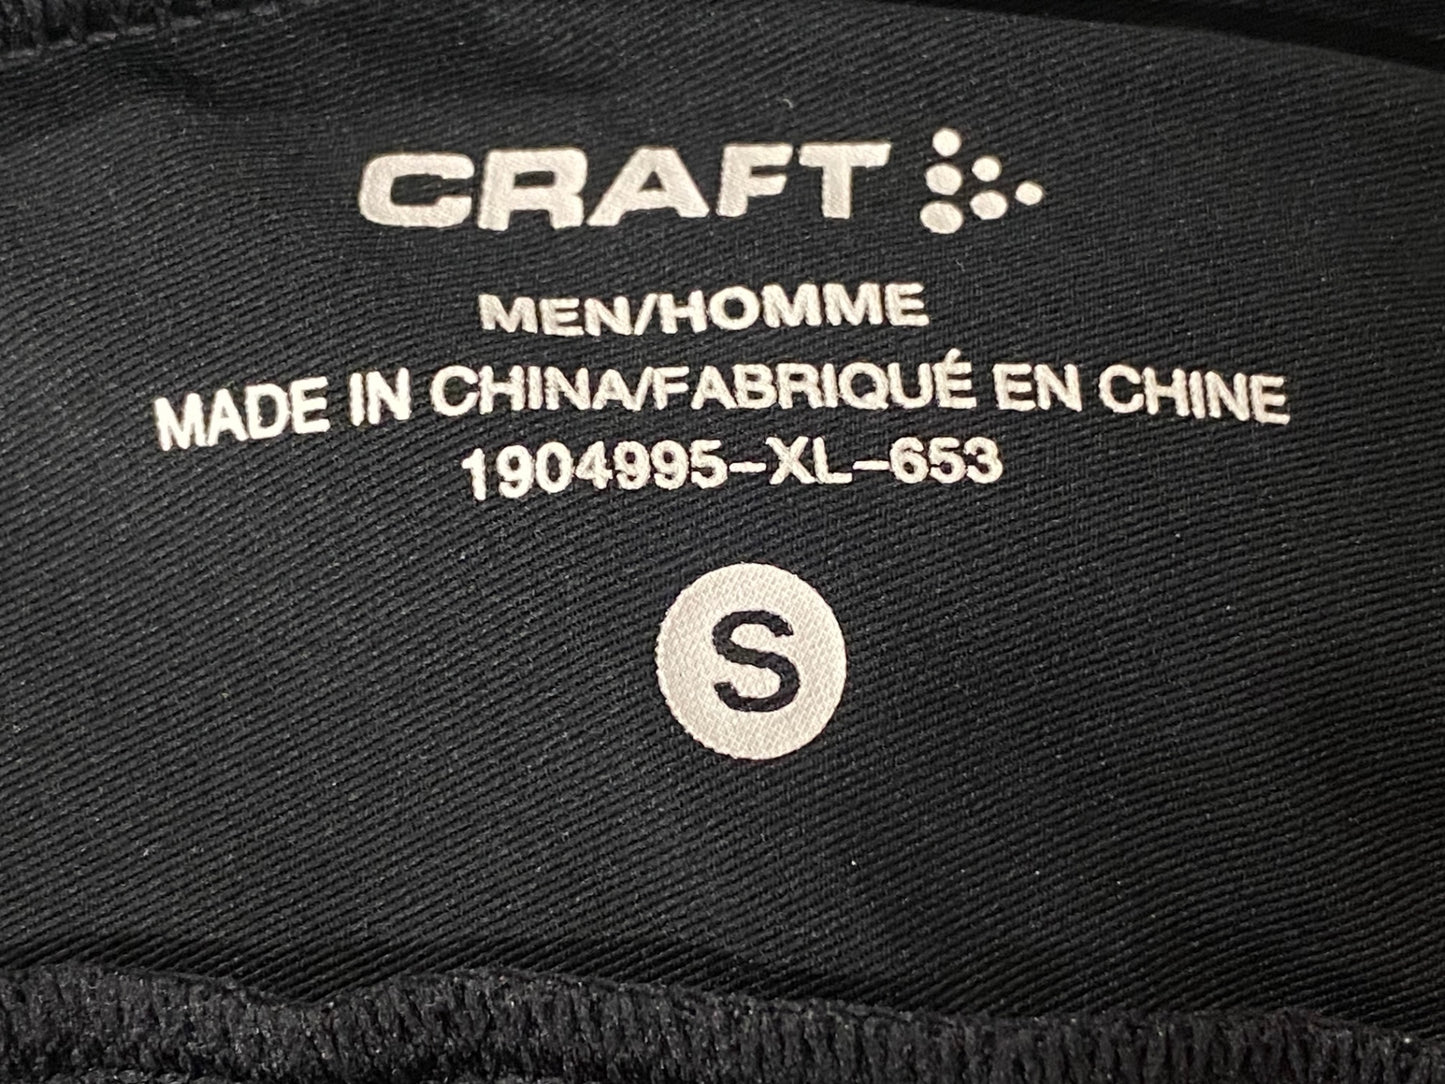 CRAFT
MEN/HOMME
MADE IN CHINA/FABRIQUÉ EN CHINE
1904995-XL-653
S